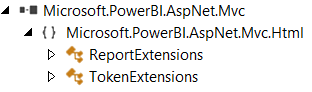 Microsoft.PowerBI.AspNet.Mvc
{ } Microsoft.PowerBI.AspNet.Mvc.Html
ReportExtensions
TokenExtensions